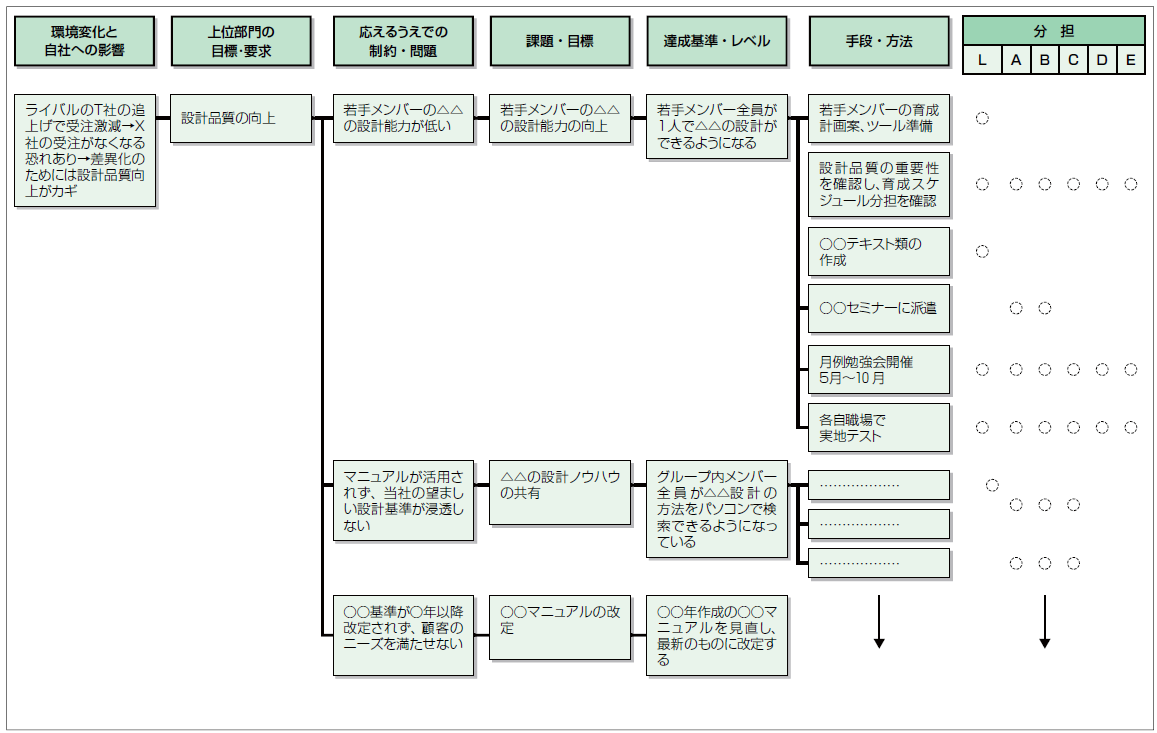 環境変化と
自社への影響
上位部門の
目標・要求
応えるうえでの
制約・問題
課題・目標
達成基準・レベル
手段・方法
分 担
L A B C D E
ライバルのT社の追
上げで受注激減→X
社の受注がなくなる
恐れあり→差異化の
ためには設計品質向
上がカギ
設計品質の向上
若手メンバーの△△
の設計能力が低い
若手メンバーの△△
の設計能力の向上
若手メンバー全員が
1人で△△の設計が
できるようになる
若手メンバーの育成
計画案、ツール準備
○
設計品質の重要性
を確認し、育成スケ
ジュール分担を確認
○ ○ ○ ○ ○ ○
○○テキスト類の
作成
○
○○セミナーに派遣
○ ○
月例勉強会開催
5月～10月
○ ○ ○ ○ ○ ○
各自職場で
実地テスト
○ ○ ○ ○ ○ ○
マニュアルが活用さ
れず、当社の望まし
い設計基準が浸透し
ない
△△の設計ノウハウ
の共有
グループ内メンバー
全員が△△設計の
方法をパソコンで検
索できるようになっ
ている
………………
○
○ ○ ○
………………
………………
○ ○ ○
○○基準が○年以降
改定されず、顧客の
ニーズを満たせない
○○マニュアルの改
定
○○年作成の○○マ
ニュアルを見直し、
最新のものに改定す
る